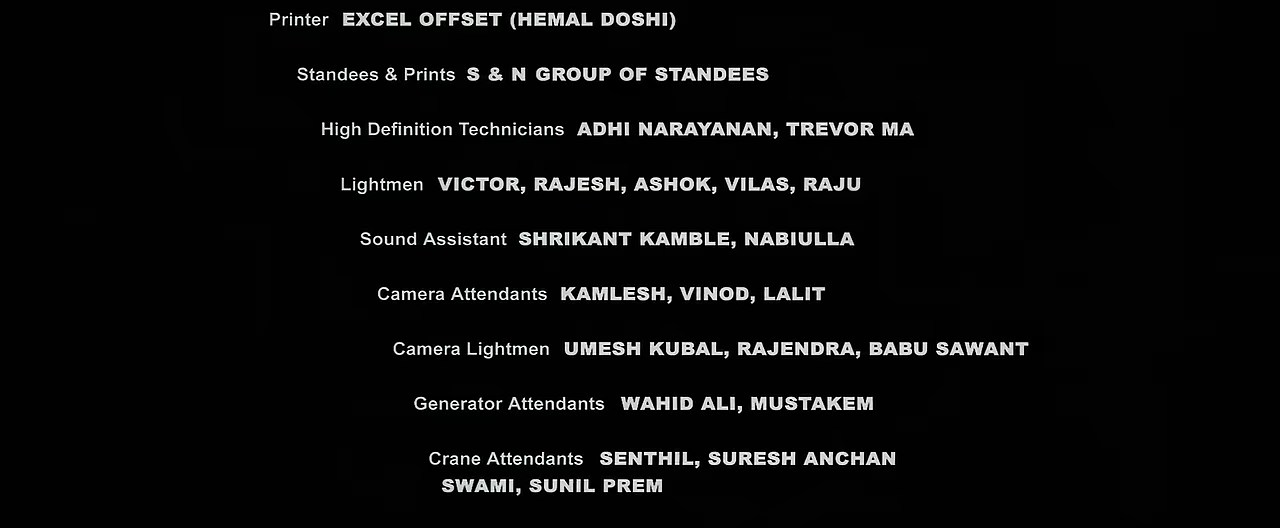 Printer EXCEL OFFSET (HEMAL DOSHI)
Standees & Prints S & N GROUP OF STANDEES
High Definition Technicians ADHI NARAYANAN, TREVOR MA
Lightmen VICTOR, RAJESH, ASHOK, VILAS, RAJU
Sound Assistant SHRIKANT KAMBLE, NABIULLA
Camera Attendants KAMLESH, VINOD, LALIT
Camera Lightmen UMESH KUBAL, RAJENDRA, BABU SAWANT
Generator Attendants WAHID ALI, MUSTAKEM
Crane Attendants SENTHIL, SURESH ANCHAN
SWAMI, SUNIL PREM